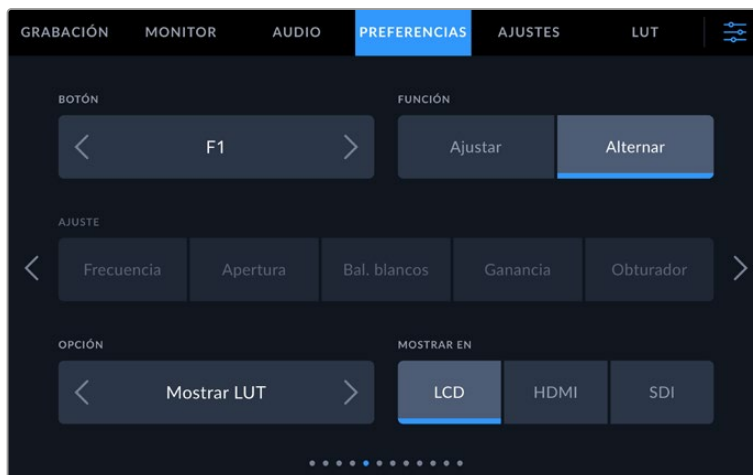 GRABACIÓN MONITOR AUDIO PREFERENCIAS AJUSTES LUT
BOTÓN FUNCIÓN
F1 Ajustar Alternar
AJUSTE
Frecuencia Apertura Bal. blancos Ganancia Obturador
OPCIÓN MOSTRAR EN
Mostrar LUT LCD HDMI SDI